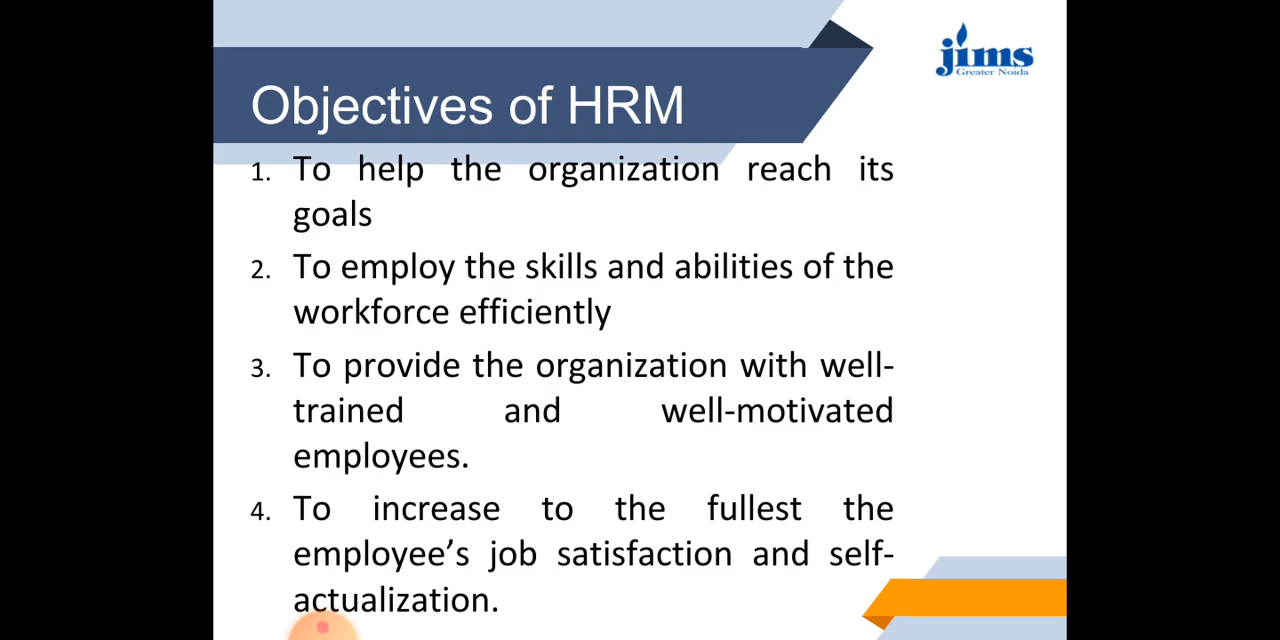 jims
Greater Noida
Objectives of HRM
1. To help the organization reach its
goals
2. To employ the skills and abilities of the
workforce efficiently
3. To provide the organization with well-
trained and well-motivated
employees.
4. To increase to the fullest the
employee’s job satisfaction and self-
actualization.